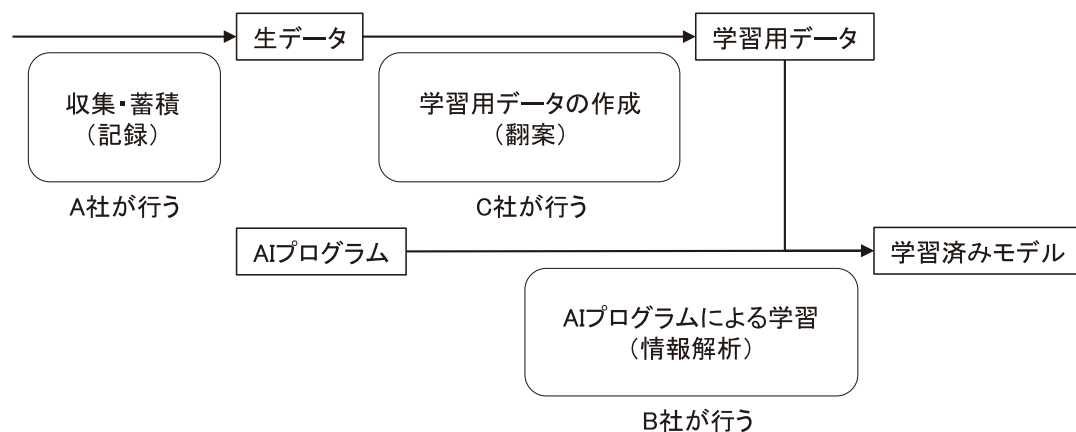 生データ
学習用データ
収集・蓄積
（記録）
学習用データの作成
（翻案）
A社が行う
C社が行う
AIプログラム
学習済みモデル
AIプログラムによる学習
（情報解析）
B社が行う